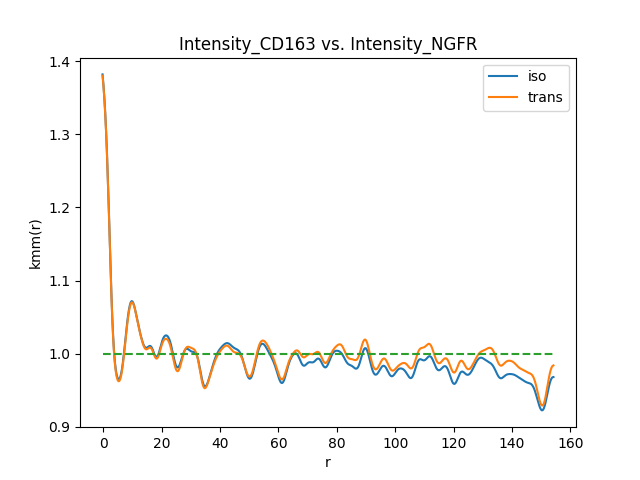 Intensity_CD163 vs. Intensity_NGFR
iso
trans
kmm(r)
1.4
1.3
1.2
1.1
1.0
0.9
0 20 40 60 80 100 120 140 160
r